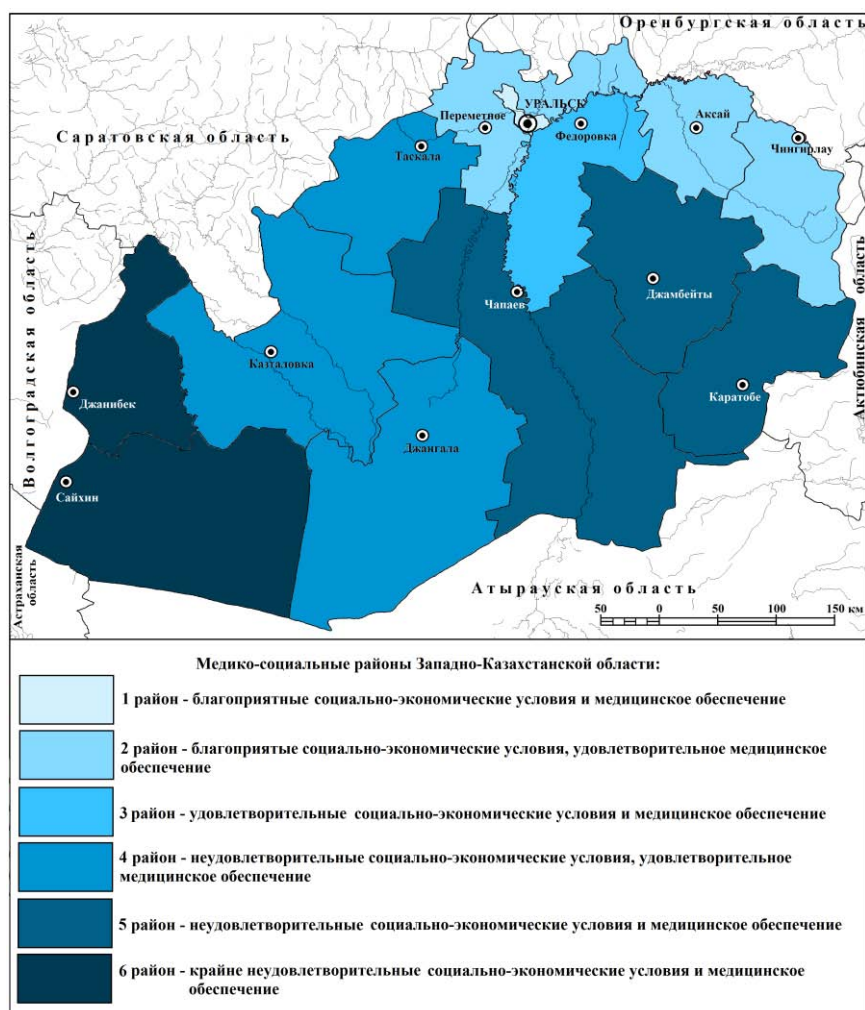 Оренбургская область
Саратовская область
УРАЛЬСК
Переметное
Федоровка
Аксай
Чингирлау
Таскала
Волгоградская область
Актюбинская область
Чапаев
Джамбейты
Казталовка
Джанибек
Каратобе
Джангала
Сайхин
Астраханская
область
Атырауская область
50 0 50 100 150 км
Медико-социальные районы Западно-Казахстанской области:
1 район - благоприятные социально-экономические условия и медицинское обеспечение
2 район - благоприятые социально-экономические условия, удовлетворительное медицинское
обеспечение
3 район - удовлетворительные социально-экономические условия и медицинское обеспечение
4 район - неудовлетворительные социально-экономические условия, удовлетворительное
медицинское обеспечение
5 район - неудовлетворительные социально-экономические условия и медицинское обеспечение
6 район - крайне неудовлетворительные социально-экономические условия и медицинское
обеспечение